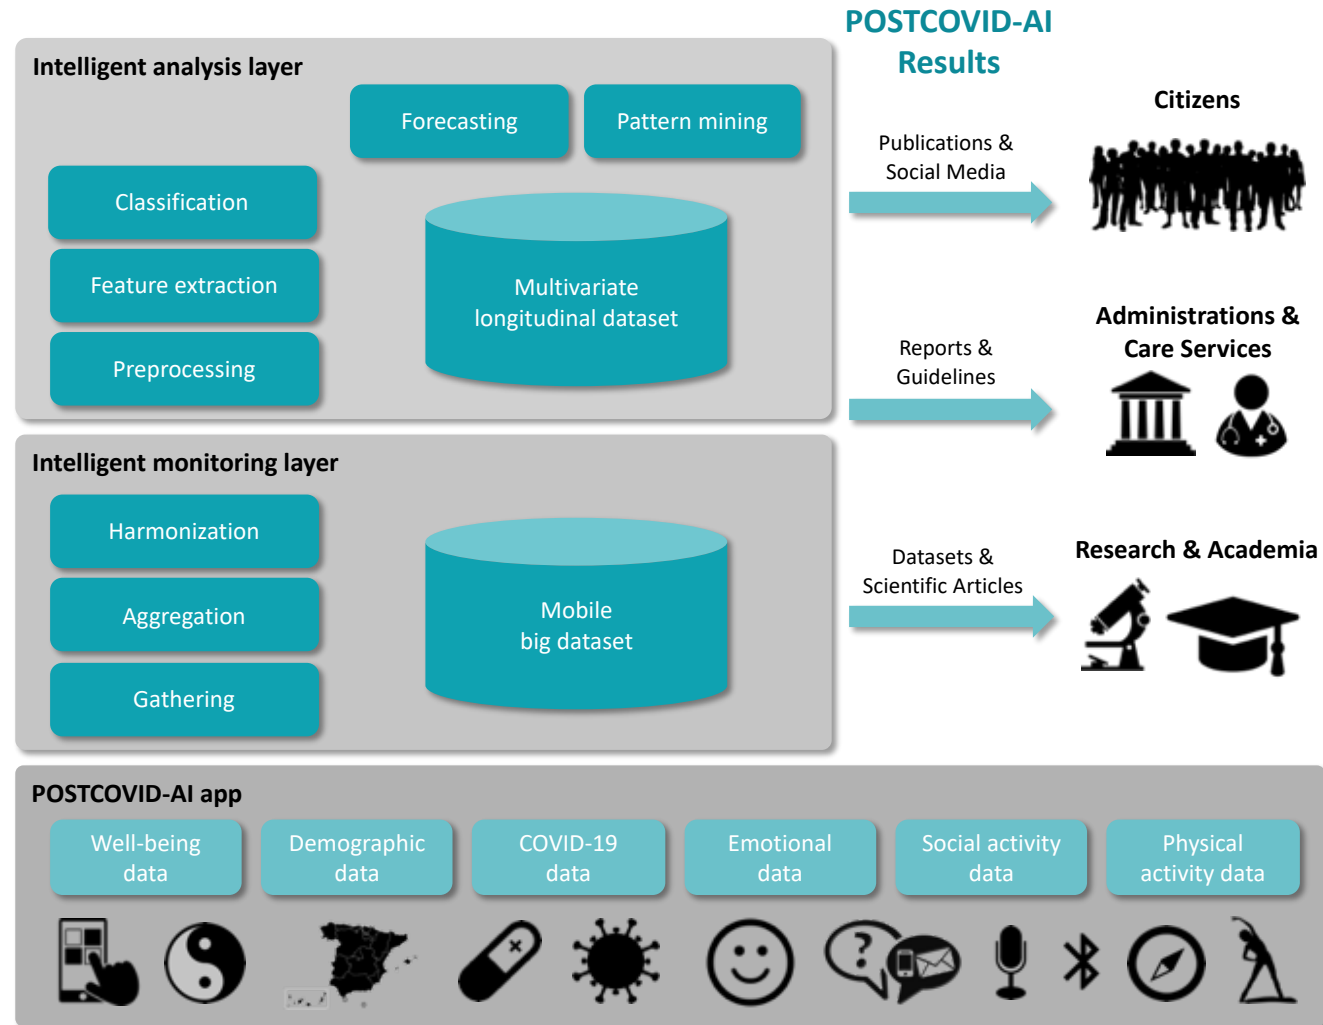 POSTCOVID-AI
Results
Intelligent analysis layer
Forecasting
Pattern mining
Classification
Feature extraction
Preprocessing
Multivariate
longitudinal dataset
Publications &
Social Media
Citizens
Reports &
Guidelines
Administrations &
Care Services
Intelligent monitoring layer
Harmonization
Aggregation
Gathering
Mobile
big dataset
Datasets &
Scientific Articles
Research & Academia
POSTCOVID-AI app
Well-being
data
Demographic
data
COVID-19
data
Emotional
data
Social activity
data
Physical
activity data
?